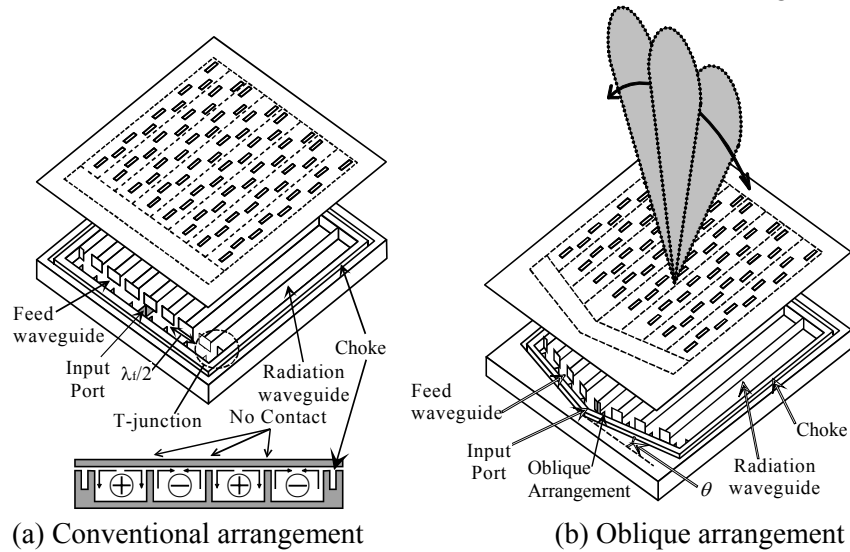 Feed
waveguide
Input
Port
λf/2
T-junction
Radiation
waveguide
Choke
No Contact
+ − + −
(a) Conventional arrangement
Feed
waveguide
Input
Port
Oblique
Arrangement
θ
Radiation
waveguide
Choke
(b) Oblique arrangement